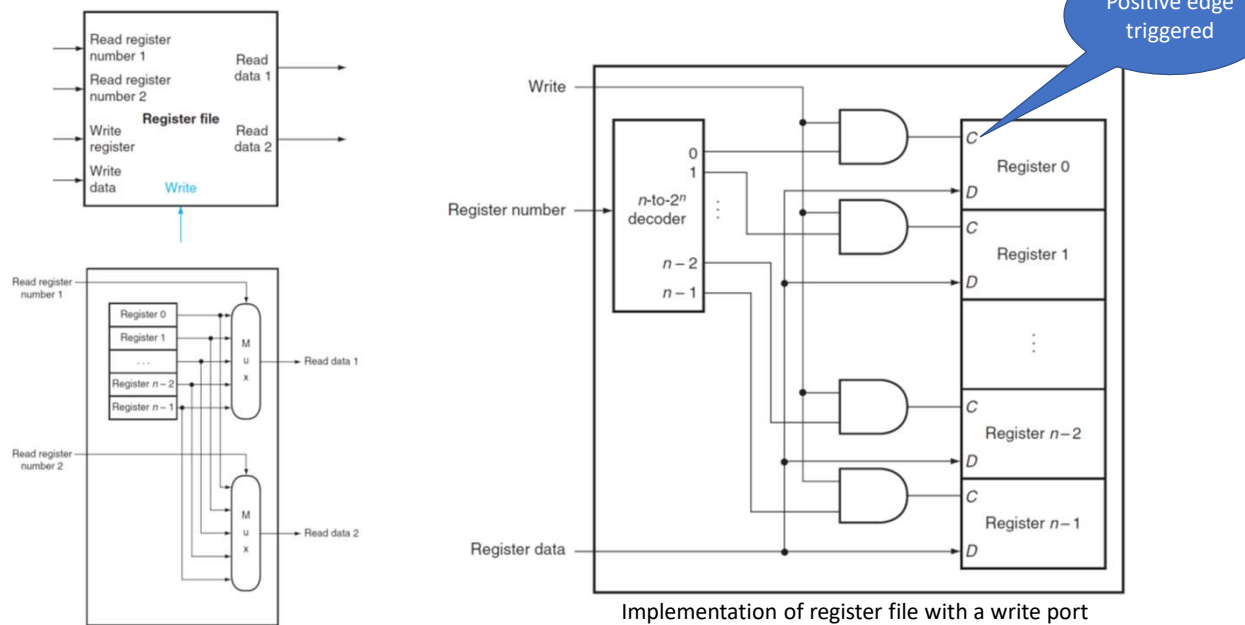 Read register
number 1
Read
data 1
Read register
number 2
Register file
Write
register
Read
data 2
Write
data
Write
Read register
number 1
Register 0
Register 1
. . .
Register n – 2
Register n – 1
M
u
x
Read data 1
Read register
number 2
M
u
x
Read data 2
Positive edge
triggered
Write
Register number
Register data
n-to-2ⁿ
decoder
0
1
⋮
n – 2
n – 1
C
Register 0
D
C
Register 1
D
⋮
C
Register n – 2
D
C
Register n – 1
D
Implementation of register file with a write port